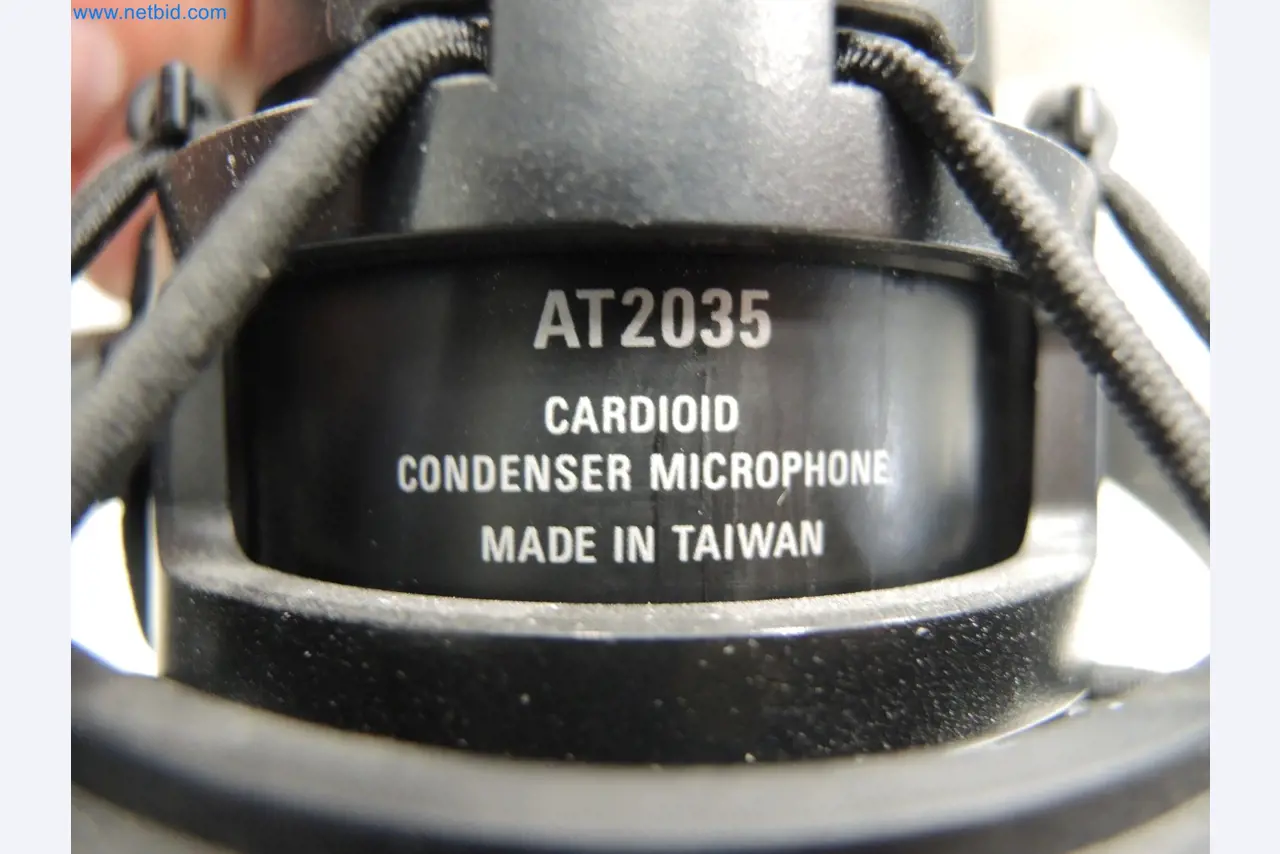 www.netbid.com
AT2035
CARDIOID
CONDENSER MICROPHONE
MADE IN TAIWAN